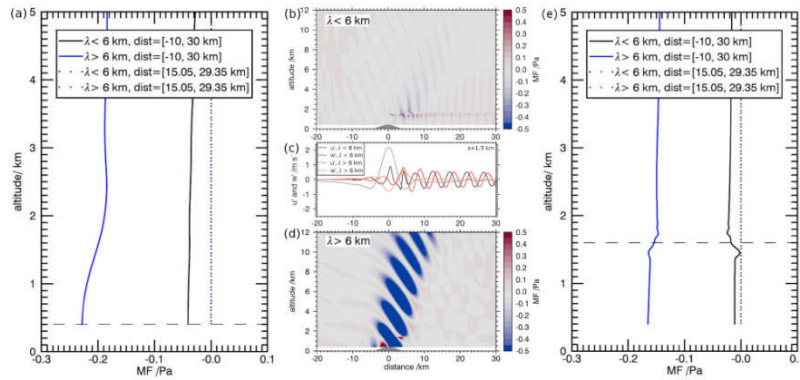 (a)
λ< 6 km, dist=[-10, 30 km]
λ> 6 km, dist=[-10, 30 km]
λ< 6 km, dist=[15.05, 29.35 km]
λ> 6 km, dist=[15.05, 29.35 km]
altitude/ km
5
4
3
2
1
0
-0.3 -0.2 -0.1 -0.0 0.1
MF /Pa
(b)
λ< 6 km
altitude /km
12
10
8
6
4
2
0
-20 -10 0 10 20 30
0.5
0.4
0.3
0.2
0.1
0.0
-0.1
-0.2
-0.3
-0.4
-0.5
MF /Pa
(c)
u', λ < 6 km
w', λ < 6 km
u', λ > 6 km
w', λ > 6 km
z=1.5 km
u' and w' /m s
2
1
0
-1
-20 -10 0 10 20 30
(d)
λ> 6 km
altitude /km
12
10
8
6
4
2
0
-20 -10 0 10 20 30
distance /km
0.5
0.4
0.3
0.2
0.1
0.0
-0.1
-0.2
-0.3
-0.4
-0.5
MF /Pa
(e)
λ< 6 km, dist=[-10, 30 km]
λ> 6 km, dist=[-10, 30 km]
λ< 6 km, dist=[15.05, 29.35 km]
λ> 6 km, dist=[15.05, 29.35 km]
altitude/ km
5
4
3
2
1
0
-0.3 -0.2 -0.1 -0.0 0.1
MF /Pa